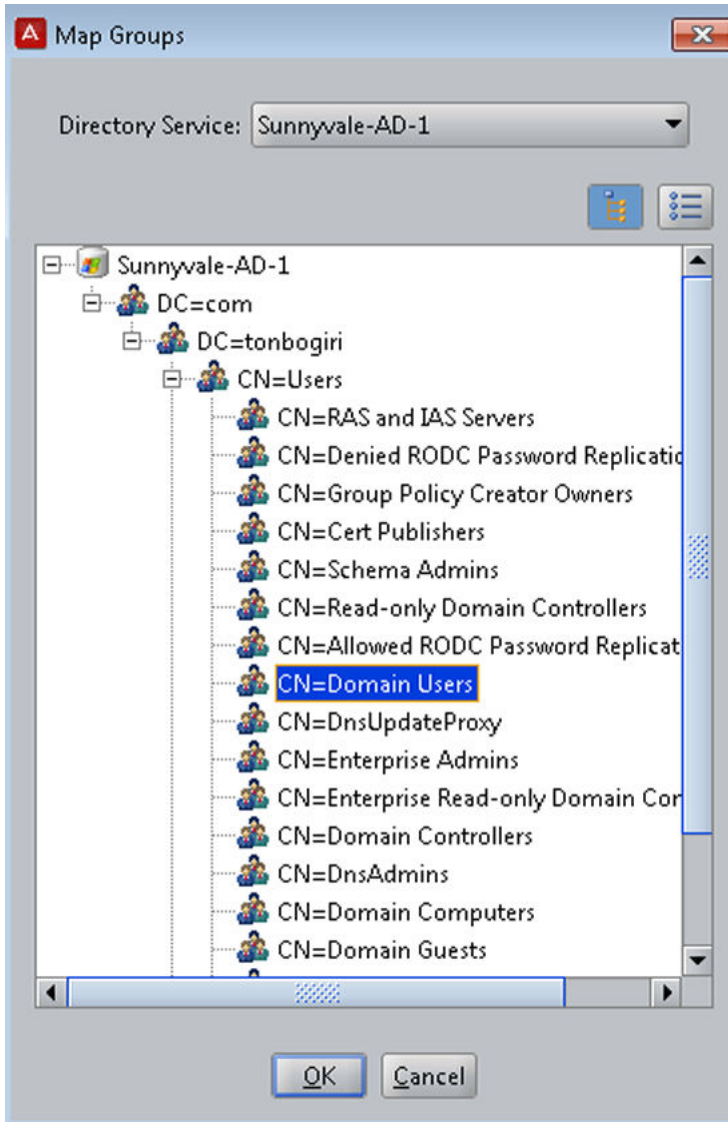 Map Groups
Directory Service: Sunnyvale-AD-1
Sunnyvale-AD-1
DC=com
DC=tonbogiri
CN=Users
CN=RAS and IAS Servers
CN=Denied RODC Password Replicatio
CN=Group Policy Creator Owners
CN=Cert Publishers
CN=Schema Admins
CN=Read-only Domain Controllers
CN=Allowed RODC Password Replicat
CN=Domain Users
CN=DnsUpdateProxy
CN=Enterprise Admins
CN=Enterprise Read-only Domain Con
CN=Domain Controllers
CN=DnsAdmins
CN=Domain Computers
CN=Domain Guests
OK Cancel